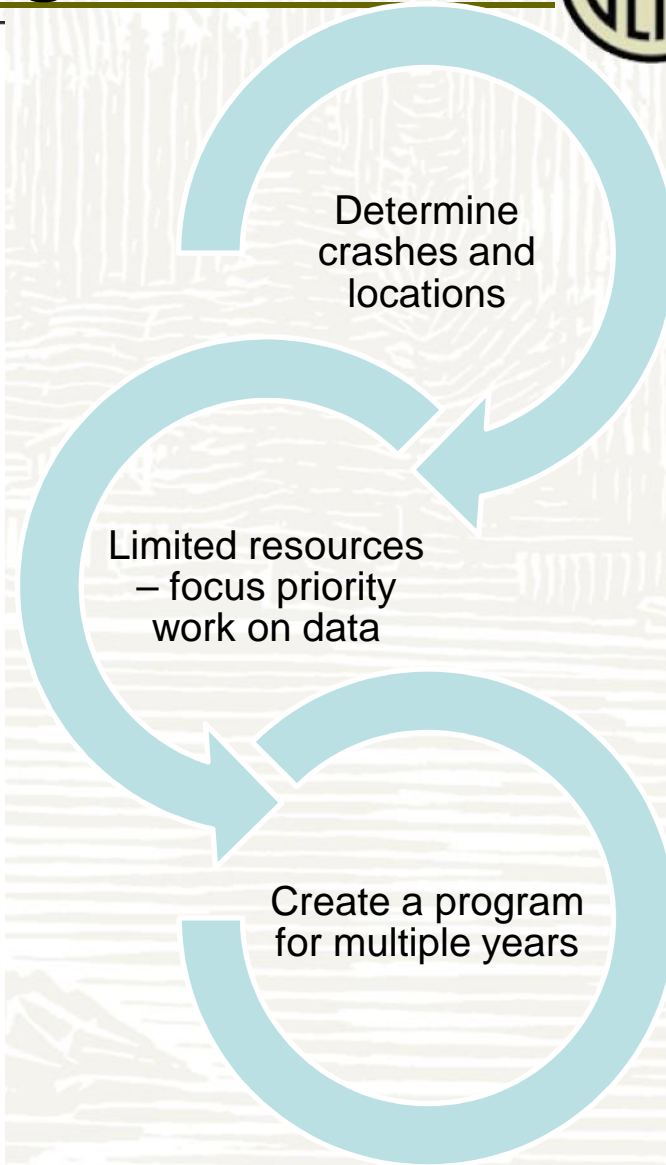 Determine
crashes and
locations
Limited resources
– focus priority
work on data
Create a program
for multiple years